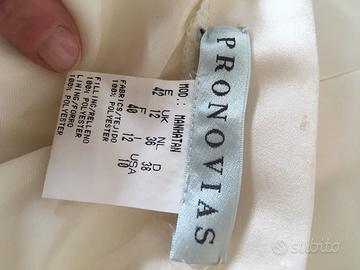 PRONOVIAS
MOD.: MANHATAN
E UK NL D
42 12 38 38
F USA
40 12 10
FABRICS/TEJIDO
100% POLYESTER
FILLING/RELLENO
100% POLYESTER
LINING/FORRO
100% POLYESTER
subito